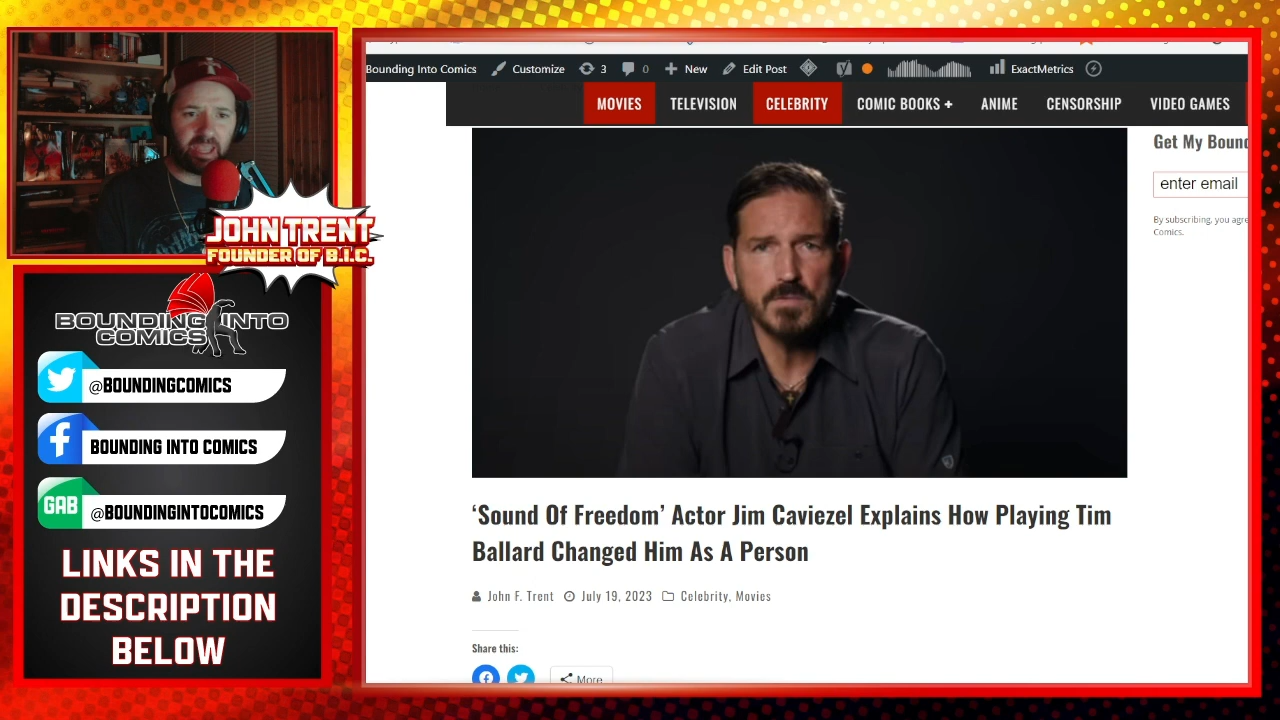 Bounding Into Comics Customize 3 0 New Edit Post ExactMetrics
MOVIES TELEVISION CELEBRITY COMIC BOOKS + ANIME CENSORSHIP VIDEO GAMES
Get My Bound
enter email
By subscribing, you agre
Comics.
JOHN TRENT
FOUNDER OF B.I.C.
BOUNDING INTO
COMICS
@BOUNDINGCOMICS
BOUNDING INTO COMICS
GAB
@BOUNDINGINTOCOMICS
LINKS IN THE
DESCRIPTION
BELOW
‘Sound Of Freedom’ Actor Jim Caviezel Explains How Playing Tim
Ballard Changed Him As A Person
John F. Trent July 19, 2023 Celebrity, Movies
Share this:
More